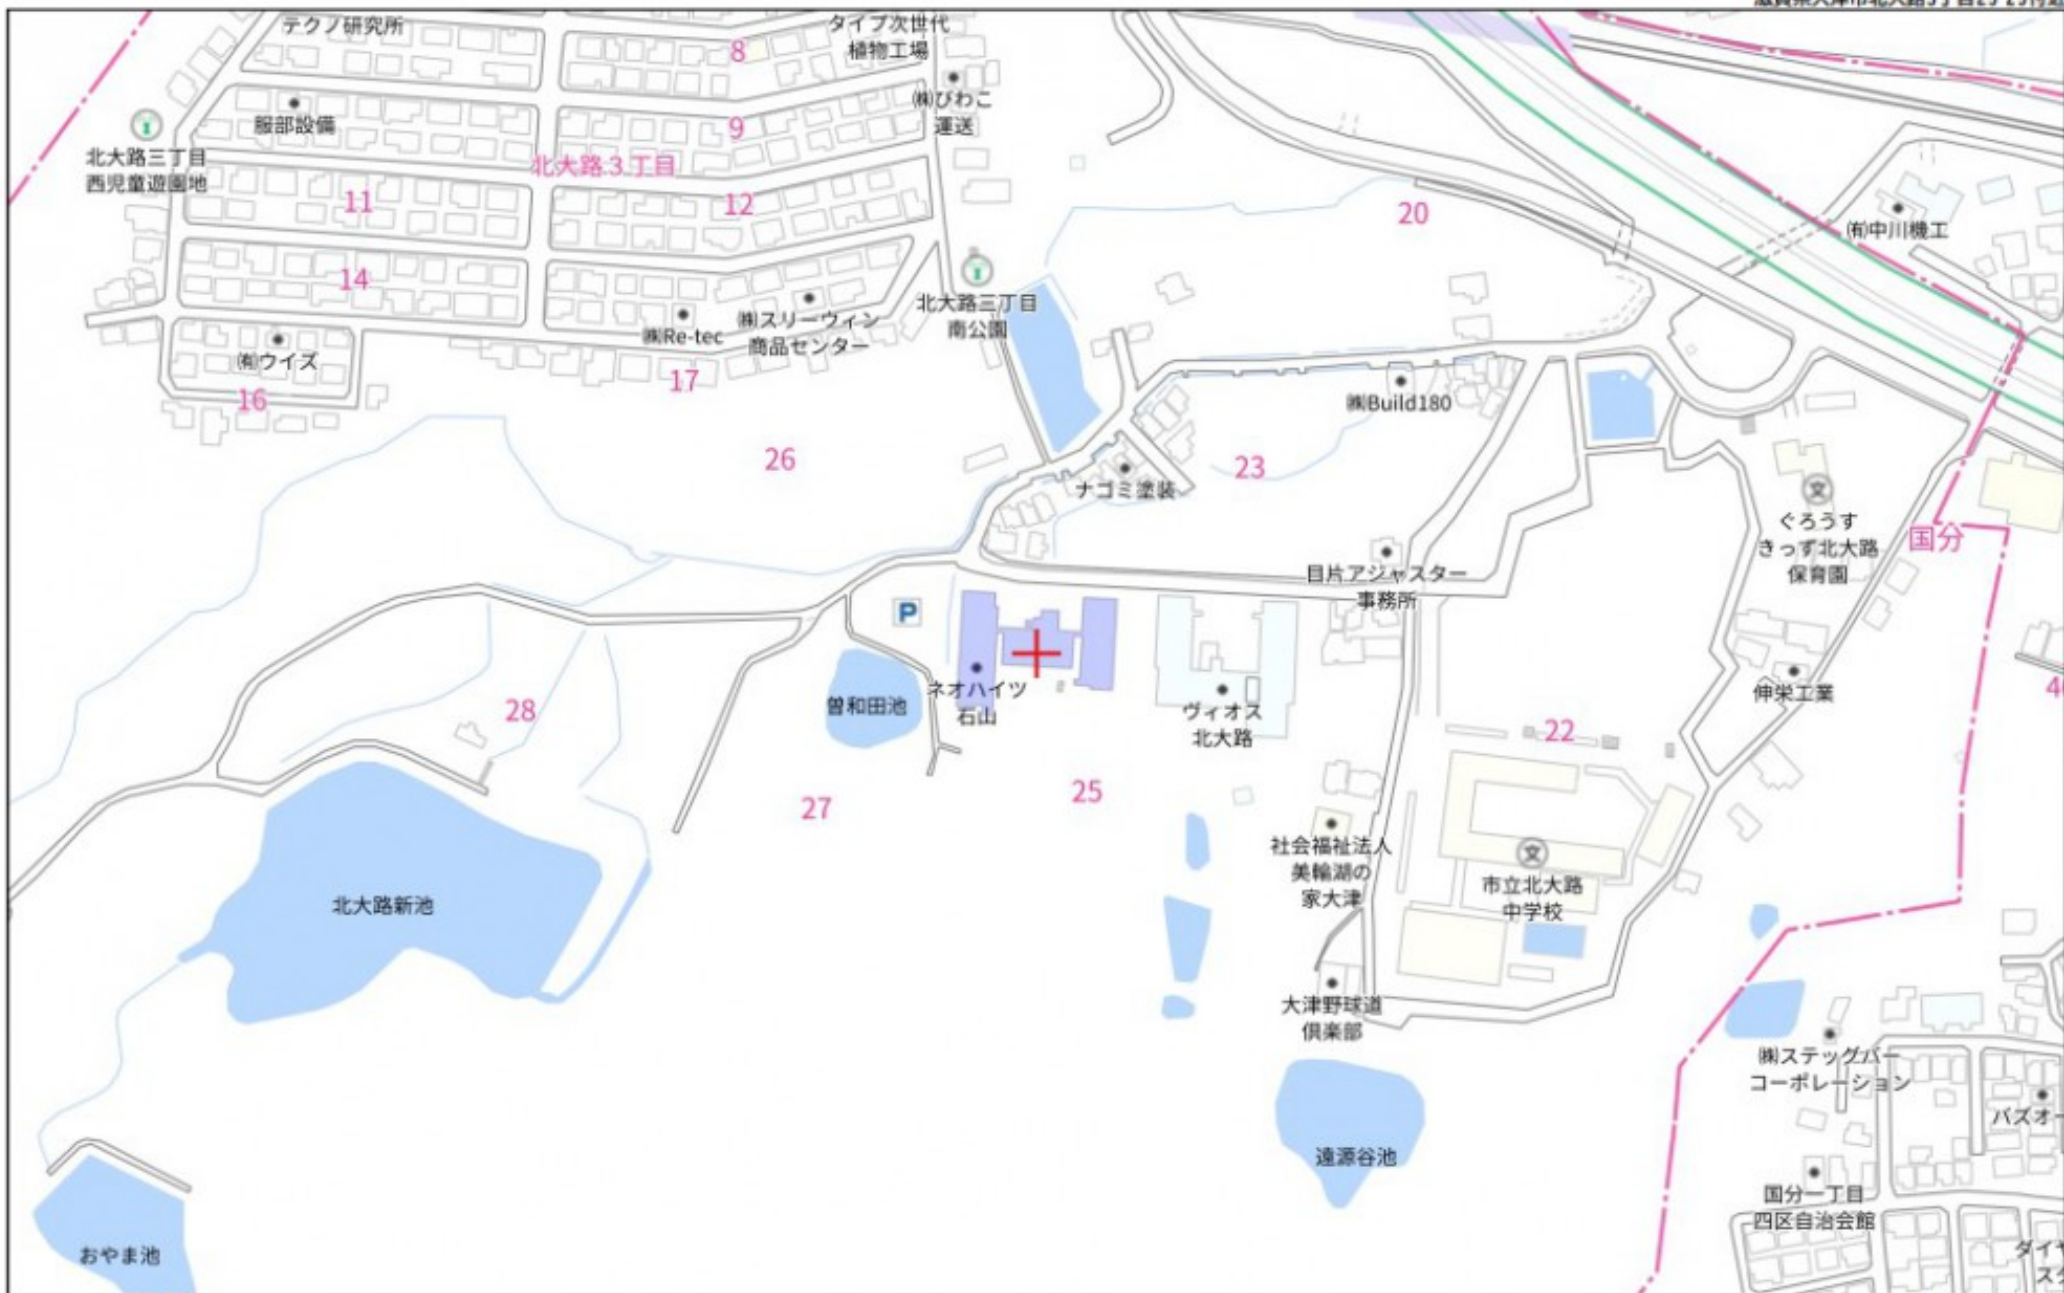 テクノ研究所
タイプ次世代
植物工場
8
㈱びわこ
運送
服部設備
9
北大路三丁目
西児童遊園地
北大路3丁目
11
12
20
㈲中川機工
14
北大路三丁目
南公園
㈱Re-tec
㈱スリーウィン
商品センター
㈲ウイズ
16
17
㈱Build180
26
23
ナゴミ塗装
ぐろうす
きっず北大路
保育園
国分
目片アジャスター
事務所
P
28
曽和田池
ネオハイツ
石山
ヴィオス
北大路
22
伸栄工業
27
25
社会福祉法人
美輪湖の
家大津
市立北大路
中学校
北大路新池
大津野球道
倶楽部
㈱ステッグバー
コーポレーション
バズオー
遠源谷池
国分一丁目
四区自治会館
おやま池